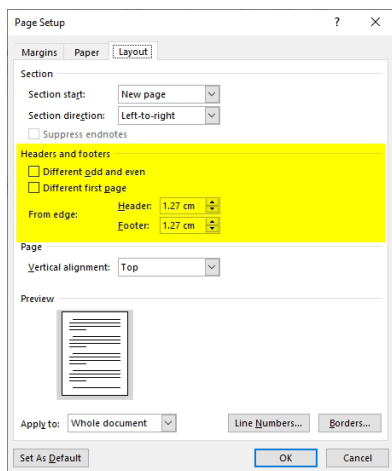 Page Setup ? X
Margins Paper Layout
Section
Section start: New page
Section direction: Left-to-right
Suppress endnotes
Headers and footers
Different odd and even
Different first page
From edge:
Header: 1.27 cm
Footer: 1.27 cm
Page
Vertical alignment: Top
Preview
Apply to: Whole document Line Numbers... Borders...
Set As Default OK Cancel